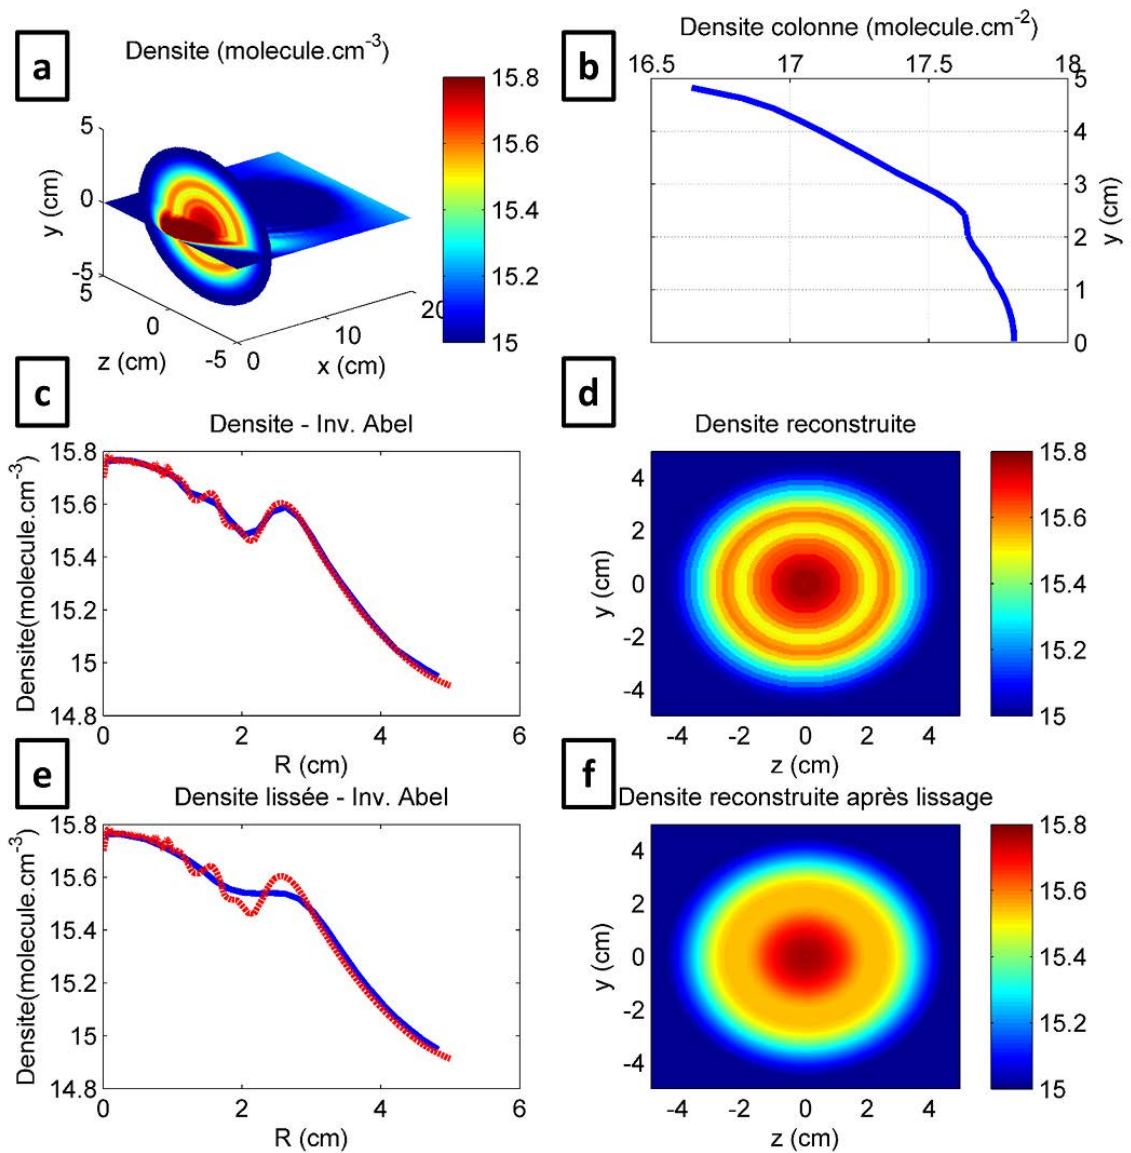 a
Densite (molecule.cm-3)
5
0
-5
y (cm)
5
0
-5
z (cm)
0
10
20
x (cm)
15.8
15.6
15.4
15.2
15
b
Densite colonne (molecule.cm-2)
16.5 17 17.5 18
5
4
3
2
1
0
y (cm)
c
Densite - Inv. Abel
15.8
15.6
15.4
15.2
15
14.8
Densité(molecule.cm-3)
0 2 4 6
R (cm)
d
Densite reconstruite
2
0
-2
-4
y (cm)
-4 -2 0 2 4
z (cm)
15.8
15.6
15.4
15.2
15
e
Densite lissée - Inv. Abel
15.8
15.6
15.4
15.2
15
14.8
Densité(molecule.cm-3)
0 2 4 6
R (cm)
f
Densite reconstruite après lissage
4
2
0
-2
-4
y (cm)
-4 -2 0 2 4
z (cm)
15.8
15.6
15.4
15.2
15